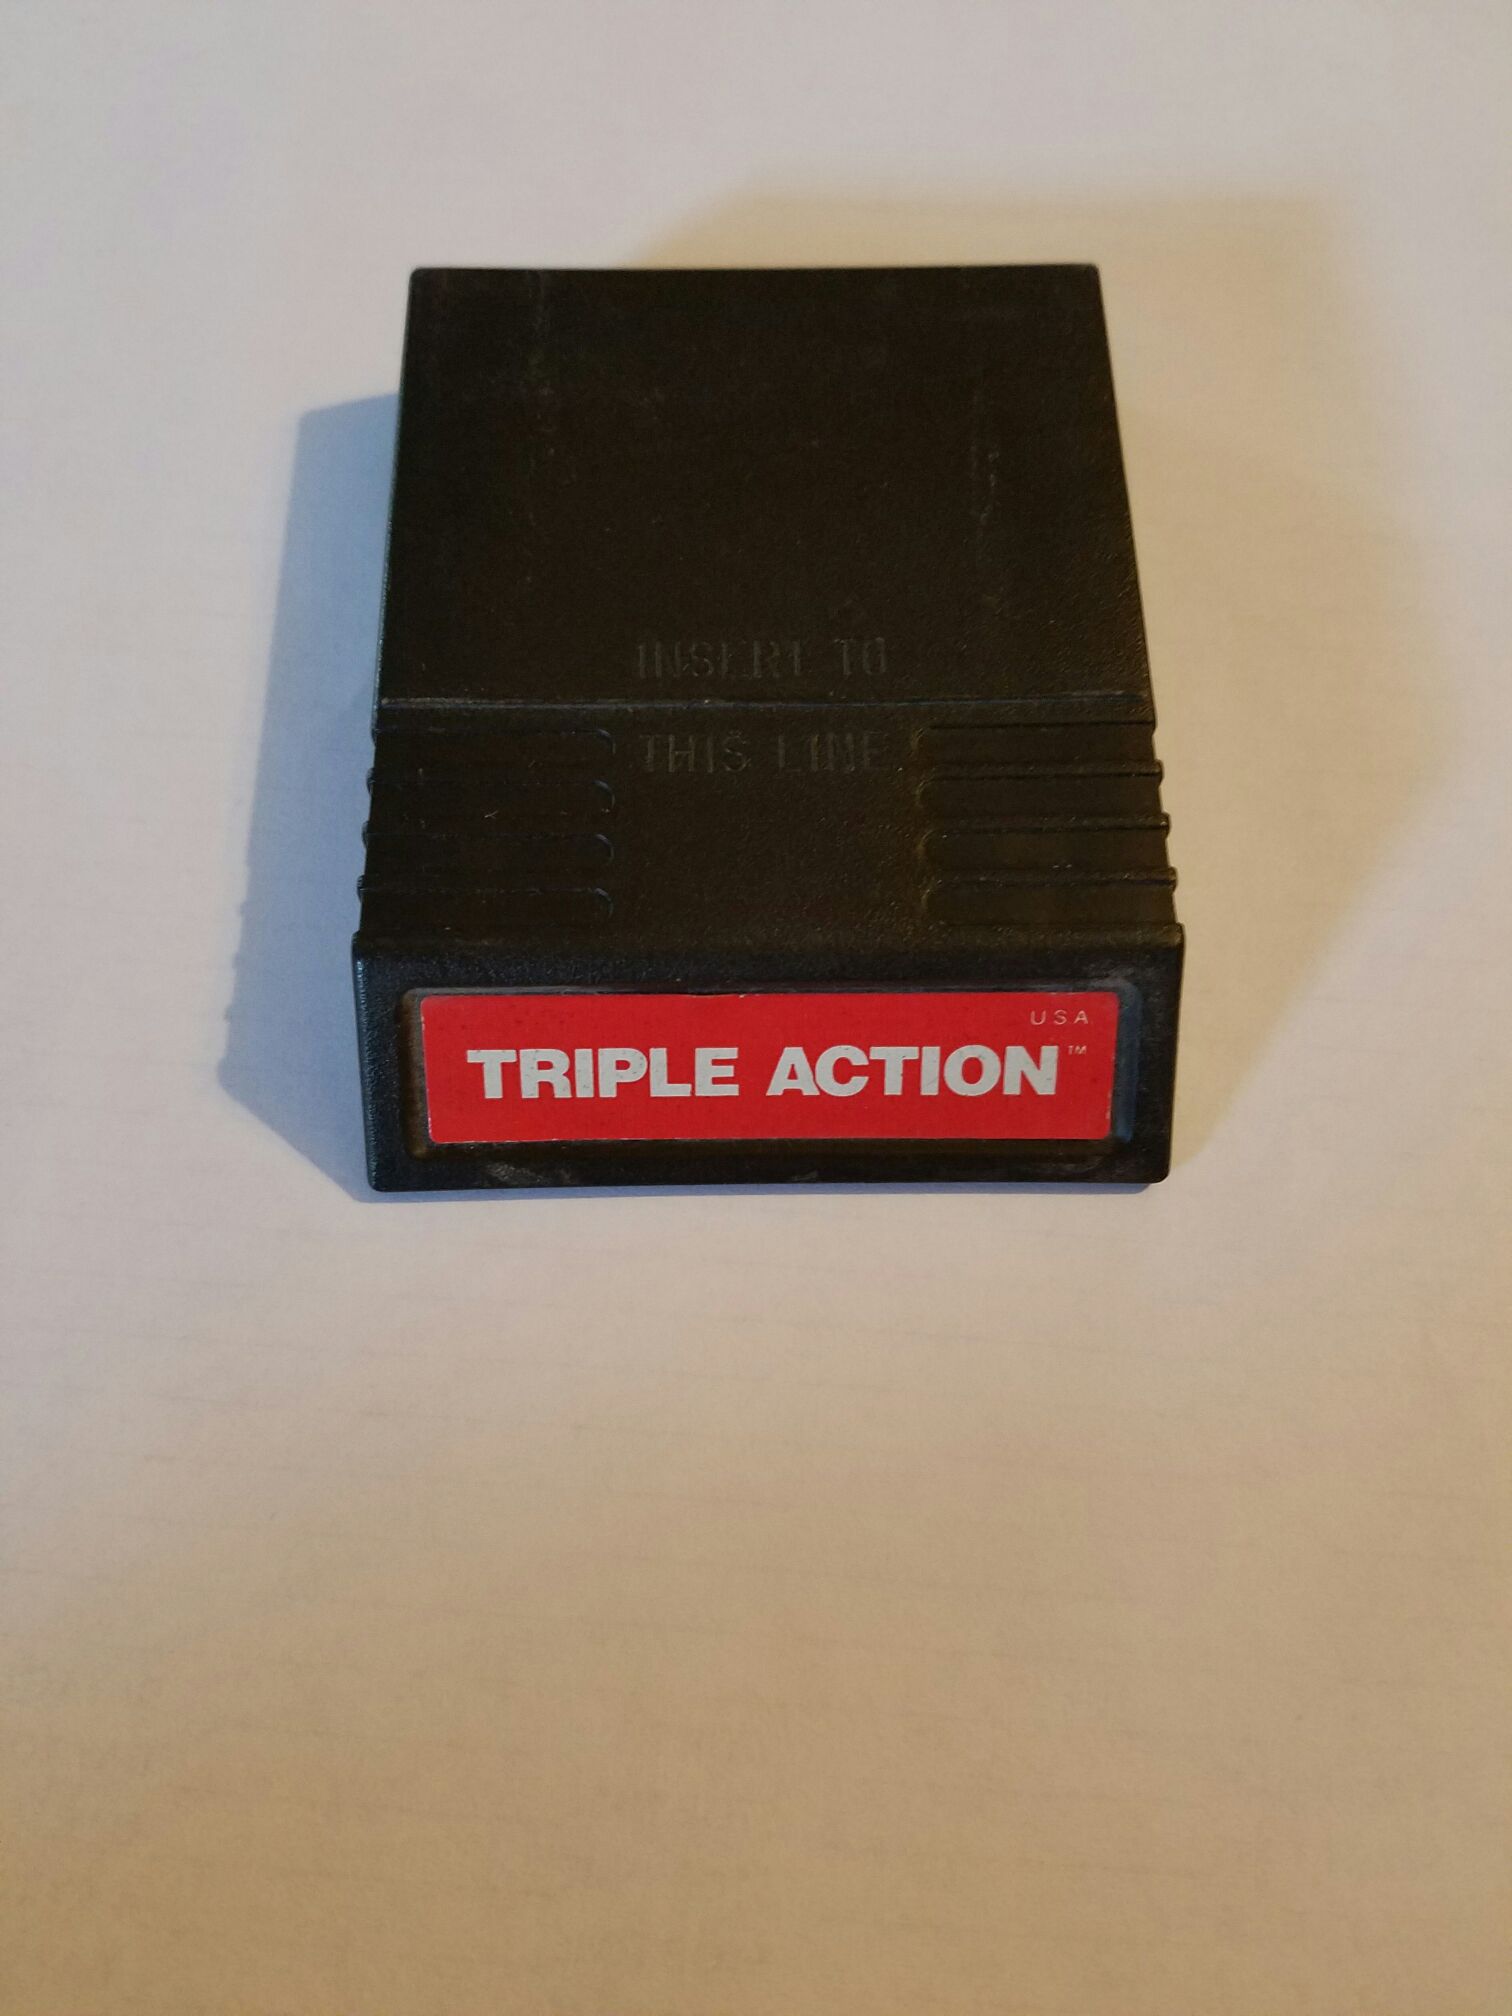 INSERT TO
THIS LINE
USA
TRIPLE ACTION™